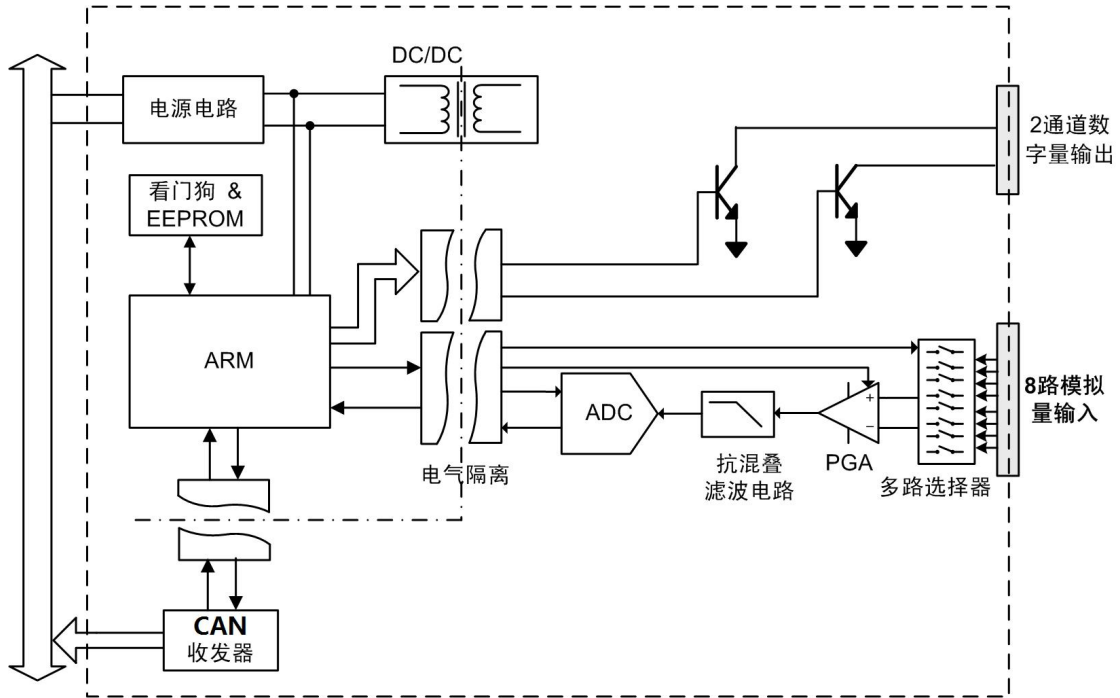 DC/DC
电源电路
2通道数
字量输出
看门狗 &
EEPROM
ARM
8路模拟
量输入
ADC
+
−
PGA
电气隔离
抗混叠
滤波电路
多路选择器
CAN
收发器